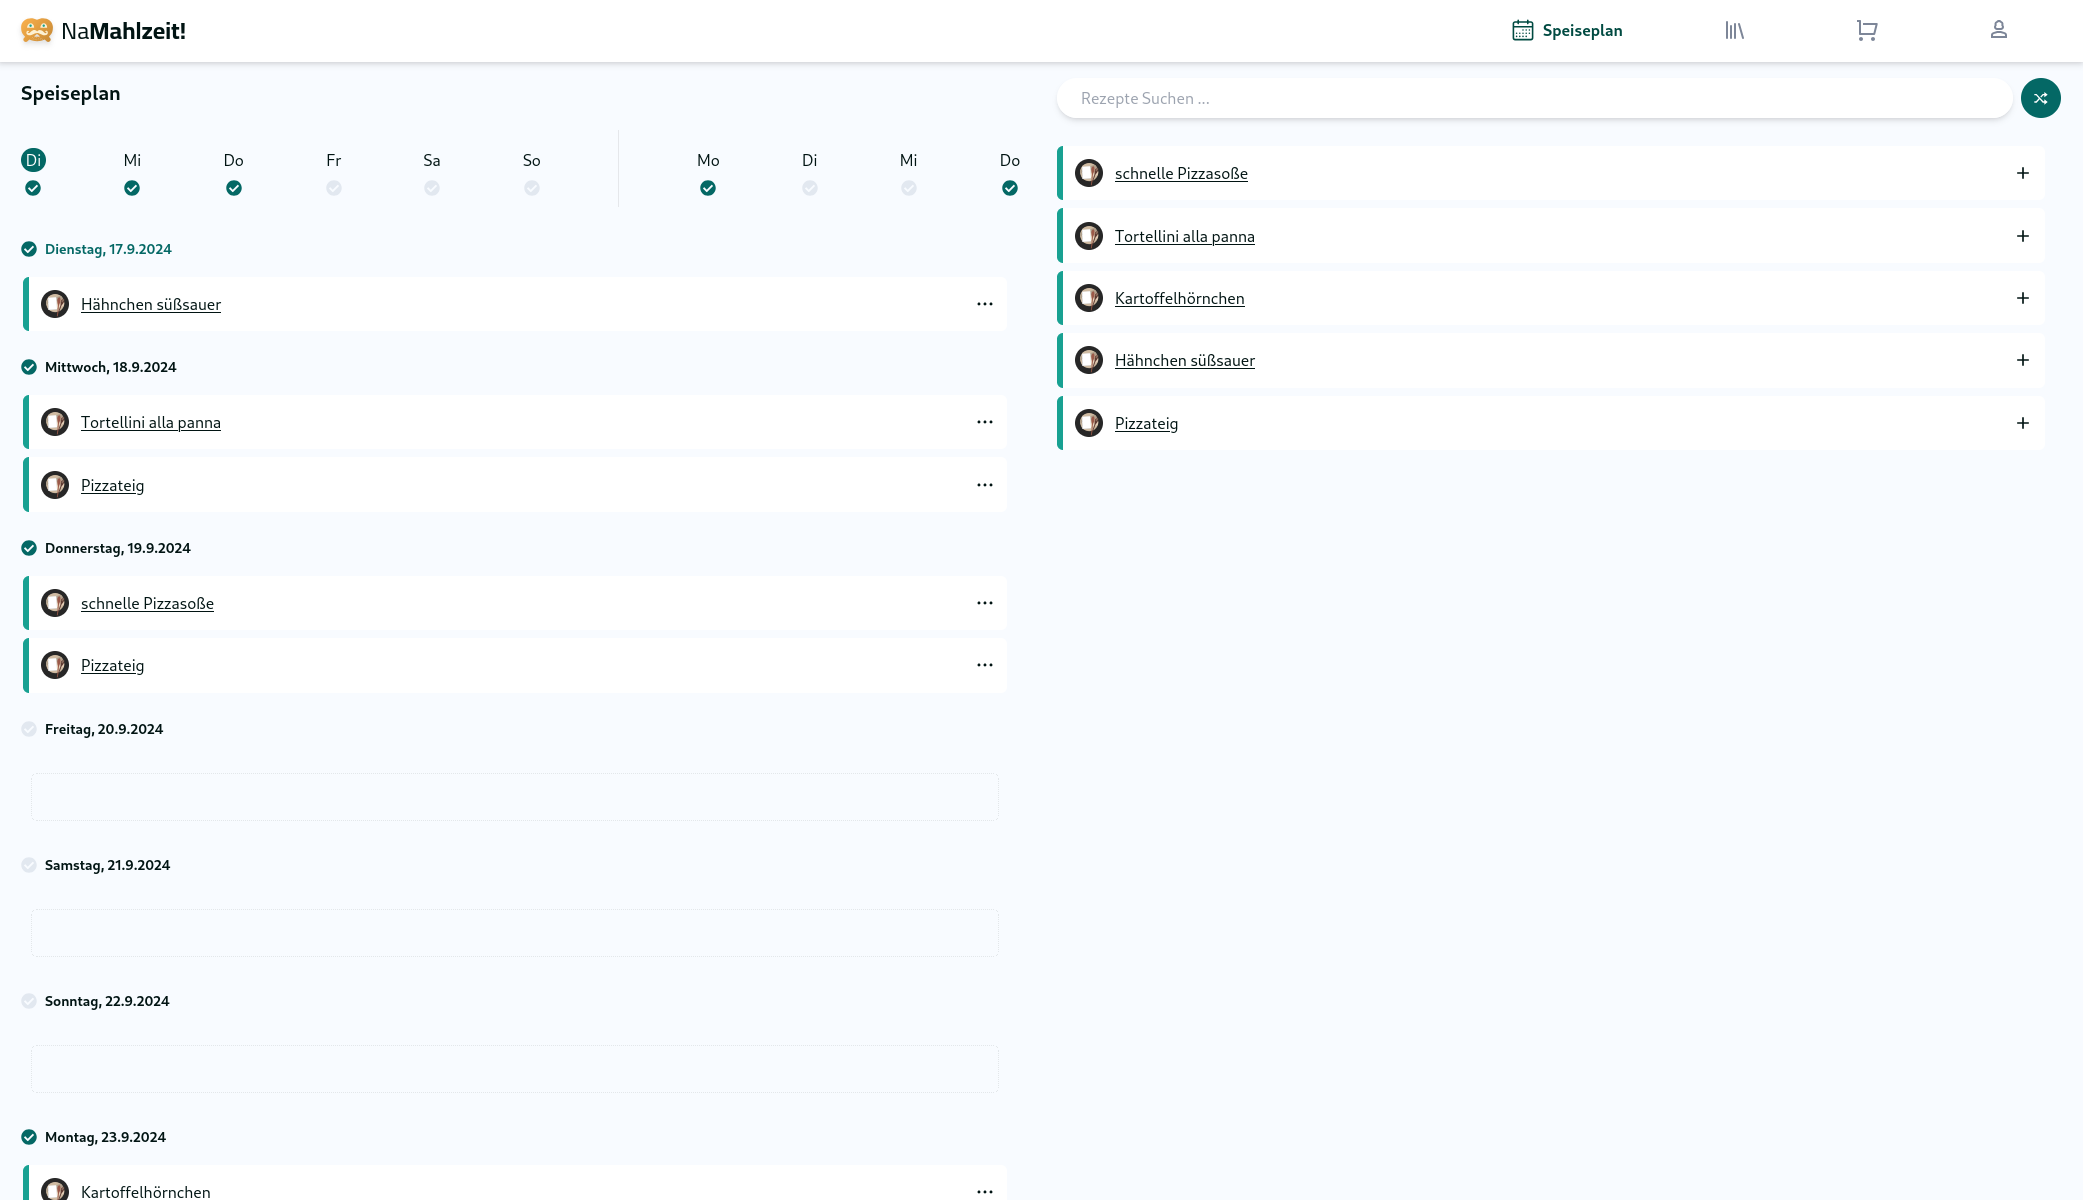 NaMahlzeit!
Speiseplan
Speiseplan
Di Mi Do Fr Sa So Mo Di Mi Do
Dienstag, 17.9.2024
Hähnchen süßsauer
Mittwoch, 18.9.2024
Tortellini alla panna
Pizzateig
Donnerstag, 19.9.2024
schnelle Pizzasoße
Pizzateig
Freitag, 20.9.2024
Samstag, 21.9.2024
Sonntag, 22.9.2024
Montag, 23.9.2024
Kartoffelhörnchen
Rezepte Suchen ...
schnelle Pizzasoße
Tortellini alla panna
Kartoffelhörnchen
Hähnchen süßsauer
Pizzateig